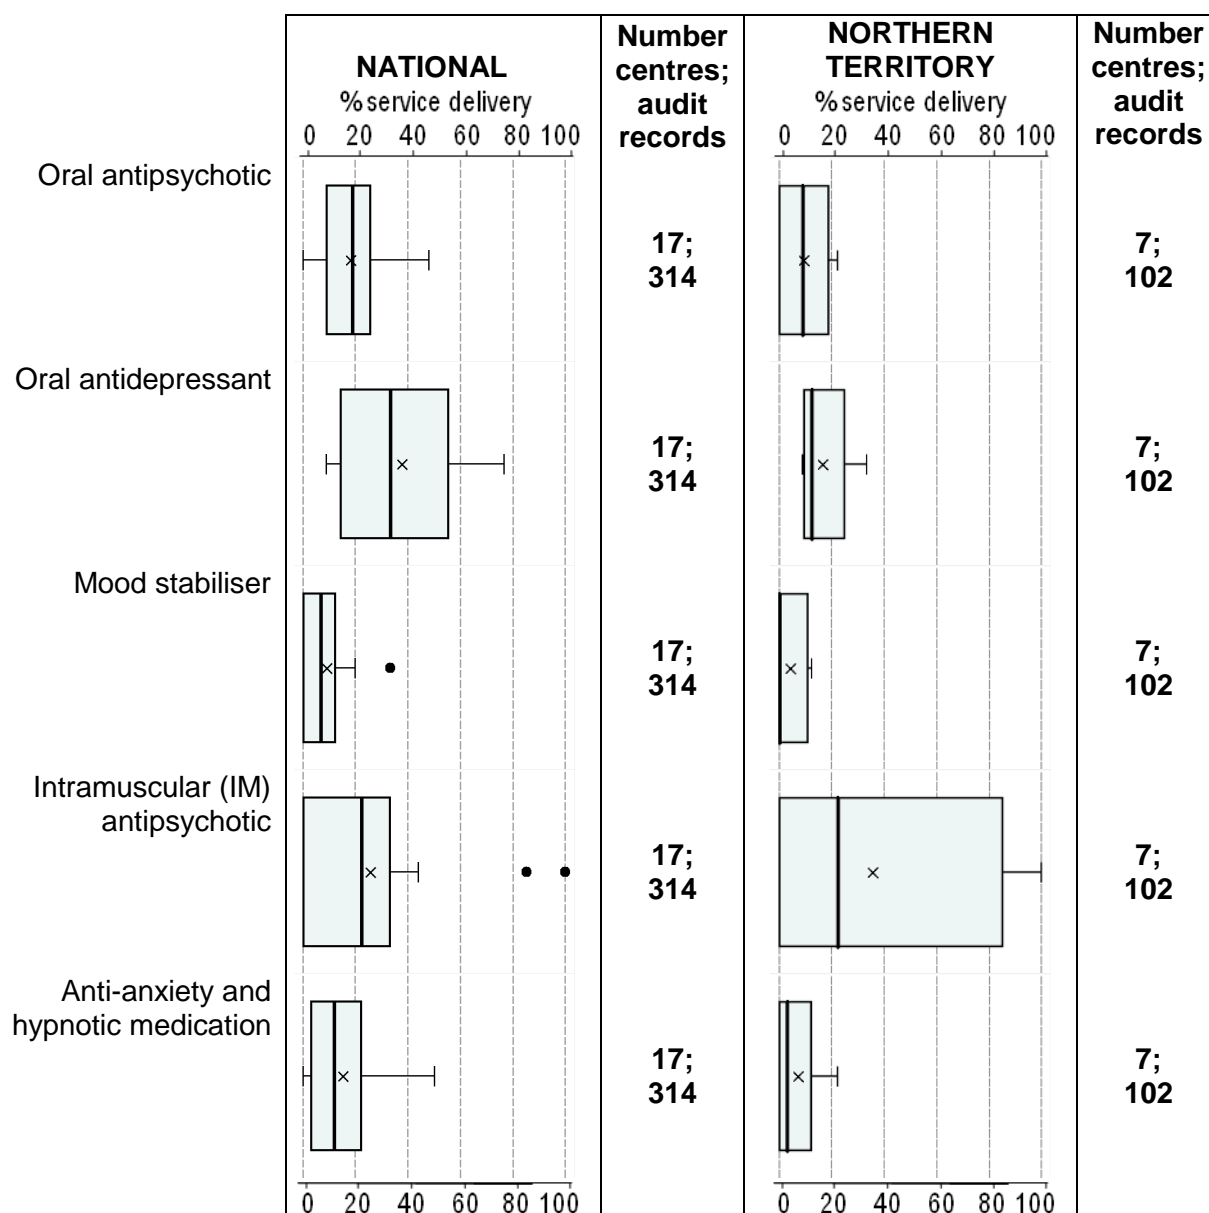 NATIONAL
% service delivery
0 20 40 60 80 100
Number
centres;
audit
records
NORTHERN
TERRITORY
% service delivery
0 20 40 60 80 100
Number
centres;
audit
records
Oral antipsychotic
17;
314
7;
102
Oral antidepressant
17;
314
7;
102
Mood stabiliser
17;
314
7;
102
Intramuscular (IM)
antipsychotic
17;
314
7;
102
Anti-anxiety and
hypnotic medication
17;
314
7;
102
0 20 40 60 80 100
0 20 40 60 80 100